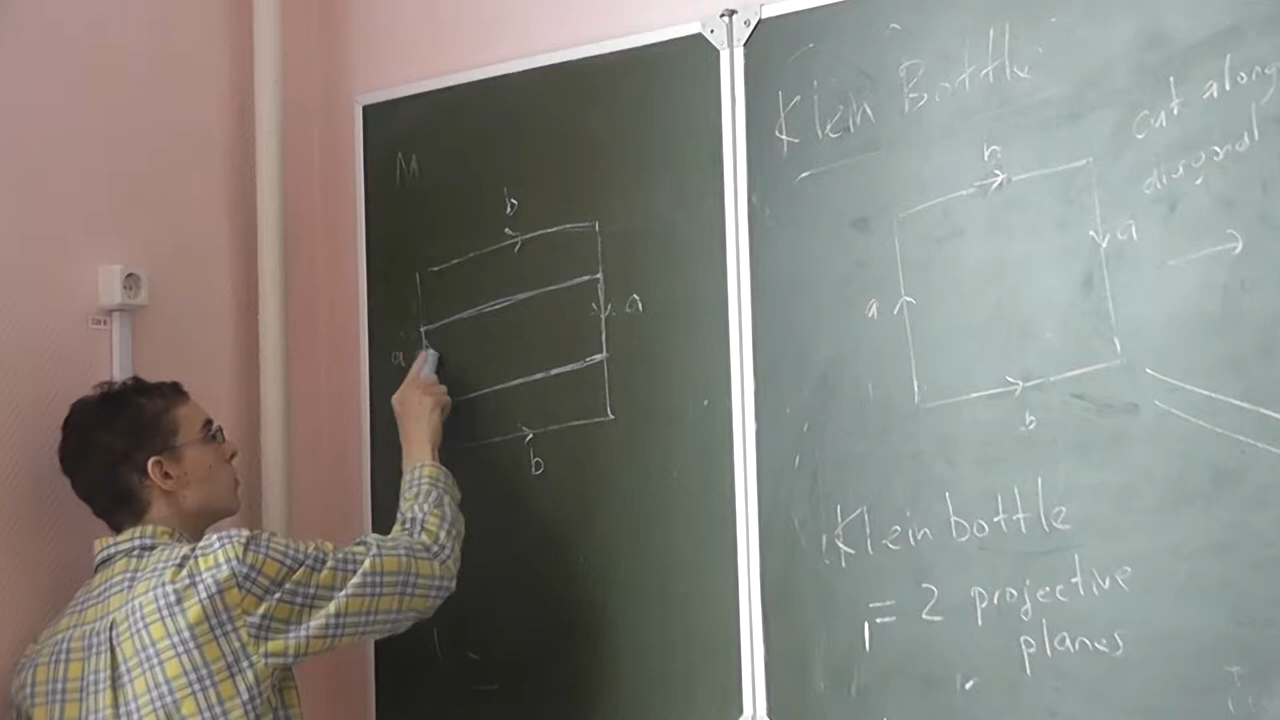 M
b
a
a
b
Klein Bottle
cut along
diagonal
b
a
a
b
Klein bottle
= 2 projective
planes